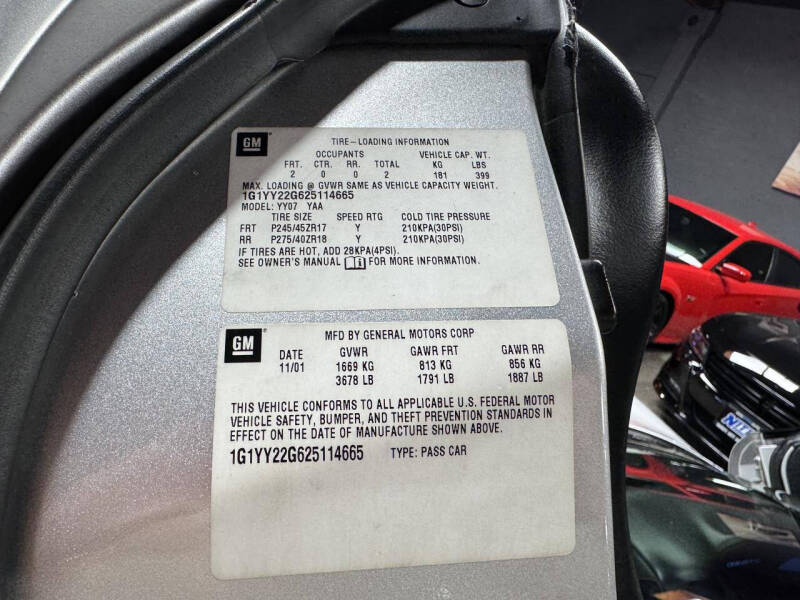 GM
TIRE-LOADING INFORMATION
OCCUPANTS VEHICLE CAP. WT.
FRT. CTR. RR. TOTAL KG LBS
2 0 0 2 181 399
MAX. LOADING @ GVWR SAME AS VEHICLE CAPACITY WEIGHT.
1G1YY22G625114665
MODEL: YY07 YAA
TIRE SIZE SPEED RTG COLD TIRE PRESSURE
FRT P245/45ZR17 Y 210KPA(30PSI)
RR P275/40ZR18 Y 210KPA(30PSI)
IF TIRES ARE HOT, ADD 28KPA(4PSI).
SEE OWNER'S MANUAL i FOR MORE INFORMATION.
GM
MFD BY GENERAL MOTORS CORP
DATE GVWR GAWR FRT GAWR RR
11/01 1669 KG 813 KG 856 KG
3678 LB 1791 LB 1887 LB
THIS VEHICLE CONFORMS TO ALL APPLICABLE U.S. FEDERAL MOTOR
VEHICLE SAFETY, BUMPER, AND THEFT PREVENTION STANDARDS IN
EFFECT ON THE DATE OF MANUFACTURE SHOWN ABOVE.
1G1YY22G625114665 TYPE: PASS CAR